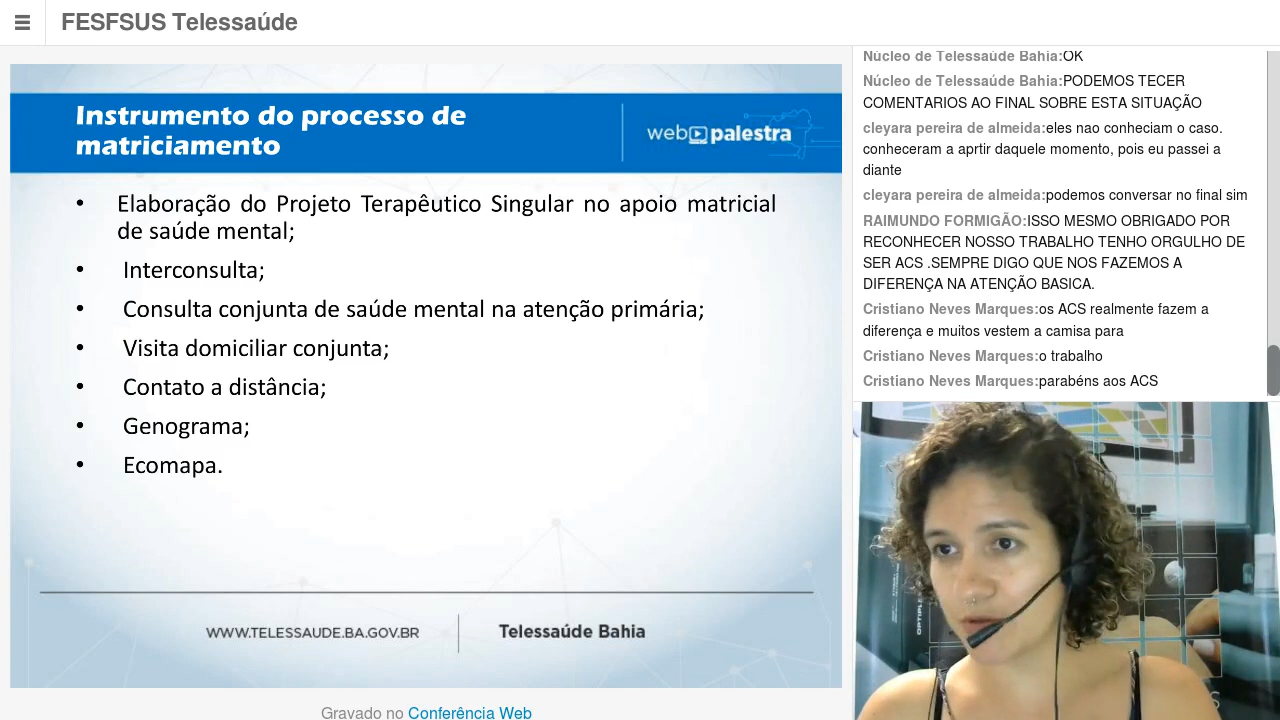 FESFSUS Telessaúde
Instrumento do processo de
matriciamento
web palestra
• Elaboração do Projeto Terapêutico Singular no apoio matricial
de saúde mental;
• Interconsulta;
• Consulta conjunta de saúde mental na atenção primária;
• Visita domiciliar conjunta;
• Contato a distância;
• Genograma;
• Ecomapa.
WWW.TELESSAUDE.BA.GOV.BR
Telessaúde Bahia
Gravado no Conferência Web
Núcleo de Telessaúde Bahia:OK
Núcleo de Telessaúde Bahia:PODEMOS TECER
COMENTARIOS AO FINAL SOBRE ESTA SITUAÇÃO
cleyara pereira de almeida:eles nao conheciam o caso.
conheceram a aprtir daquele momento, pois eu passei a
diante
cleyara pereira de almeida:podemos conversar no final sim
RAIMUNDO FORMIGÃO:ISSO MESMO OBRIGADO POR
RECONHECER NOSSO TRABALHO TENHO ORGULHO DE
SER ACS .SEMPRE DIGO QUE NOS FAZEMOS A
DIFERENÇA NA ATENÇÃO BASICA.
Cristiano Neves Marques:os ACS realmente fazem a
diferença e muitos vestem a camisa para
Cristiano Neves Marques:o trabalho
Cristiano Neves Marques:parabéns aos ACS